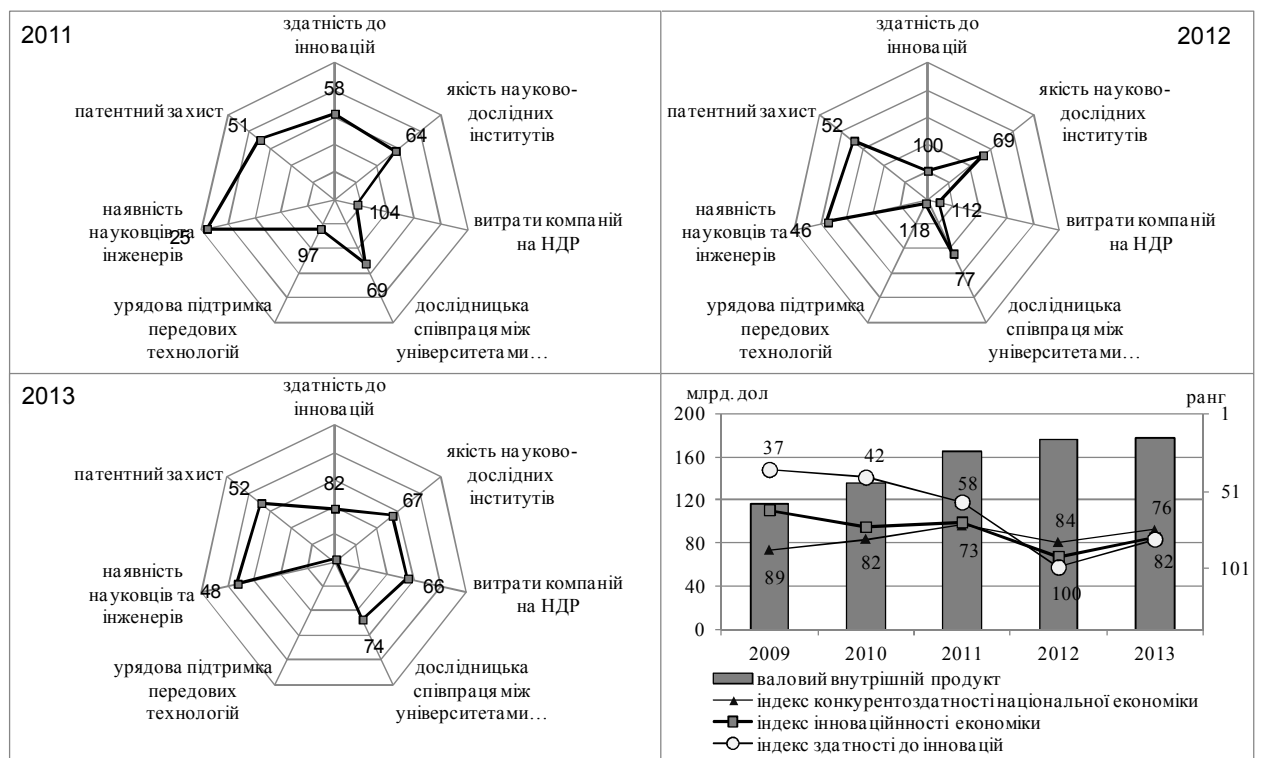 2011
здатність до
інновацій
58
патентний захист
51
якість науково-
дослідних
інститутів
64
наявність
науковців та
інженерів
25
104
витрати компаній
на НДР
97
69
урядова підтримка
передових
технологій
дослідницька
співпраця між
університетами…
2012
здатність до
інновацій
100
патентний захист
52
якість науково-
дослідних
інститутів
69
наявність
науковців та
інженерів
46
112
витрати компаній
на НДР
118
77
урядова підтримка
передових
технологій
дослідницька
співпраця між
університетами…
2013
здатність до
інновацій
82
патентний захист
52
якість науково-
дослідних
інститутів
67
наявність
науковців та
інженерів
48
66
витрати компаній
на НДР
74
урядова підтримка
передових
технологій
дослідницька
співпраця між
університетами…
млрд. дол
ранг
200
160
120
80
40
0
1
51
101
37
42
58
84
76
89
82
73
100
82
2009 2010 2011 2012 2013
валовий внутрішній продукт
індекс конкурентоздатності національної економіки
індекс інноваційнності економіки
індекс здатності до інновацій